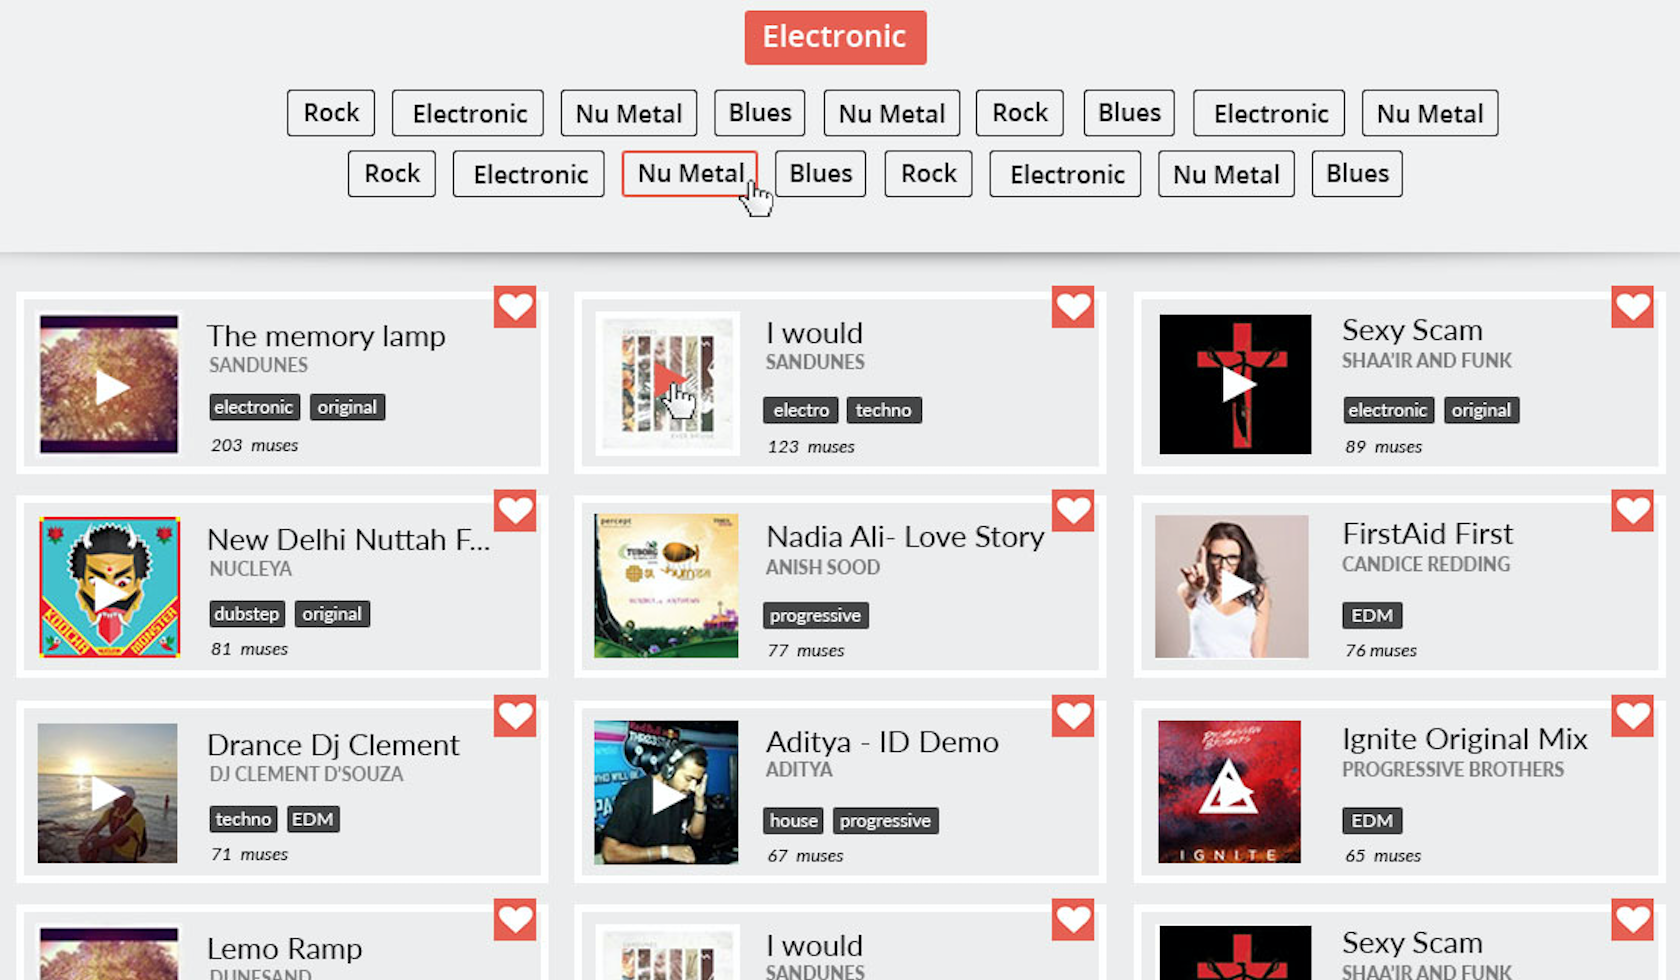 Electronic
Rock Electronic Nu Metal Blues Nu Metal Rock Blues Electronic Nu Metal
Rock Electronic Nu Metal Blues Rock Electronic Nu Metal Blues
The memory lamp
SANDUNES
electronic original
203 muses
I would
SANDUNES
electro techno
123 muses
Sexy Scam
SHAA'IR AND FUNK
electronic original
89 muses
New Delhi Nuttah F...
NUCLEYA
dubstep original
81 muses
KOOCHA MONSTER
percept
TUBORG
Nadia Ali- Love Story
ANISH SOOD
progressive
77 muses
FirstAid First
CANDICE REDDING
EDM
76 muses
Drance Dj Clement
DJ CLEMENT D'SOUZA
techno EDM
71 muses
Aditya - ID Demo
ADITYA
house progressive
67 muses
IGNITE
Ignite Original Mix
PROGRESSIVE BROTHERS
EDM
65 muses
Lemo Ramp
DUNESAND
I would
SANDUNES
Sexy Scam
SHAA'IR AND FUNK